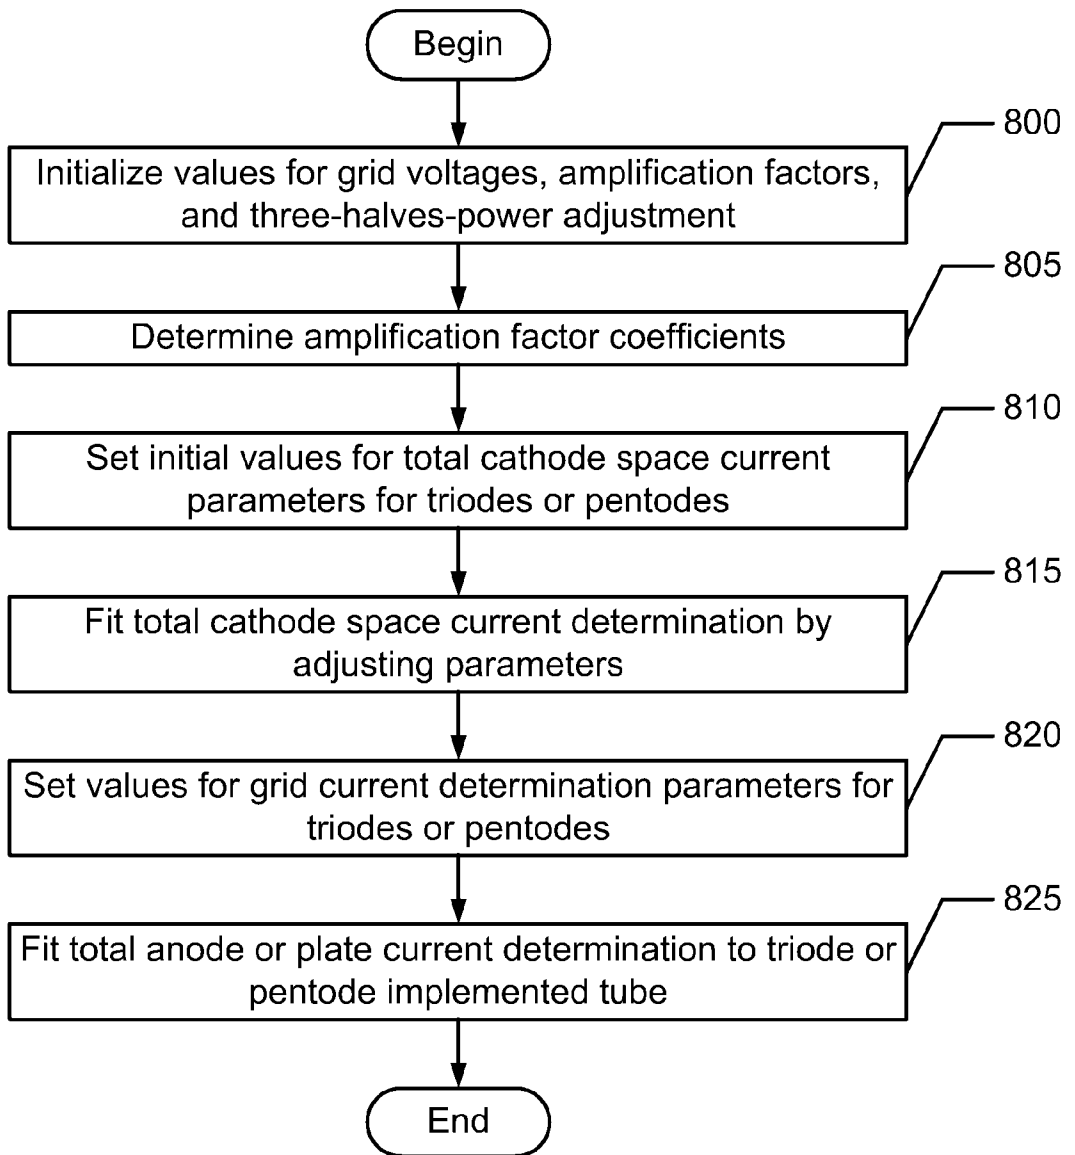 Begin
800
Initialize values for grid voltages, amplification factors,
and three-halves-power adjustment
805
Determine amplification factor coefficients
810
Set initial values for total cathode space current
parameters for triodes or pentodes
815
Fit total cathode space current determination by
adjusting parameters
820
Set values for grid current determination parameters for
triodes or pentodes
825
Fit total anode or plate current determination to triode or
pentode implemented tube
End